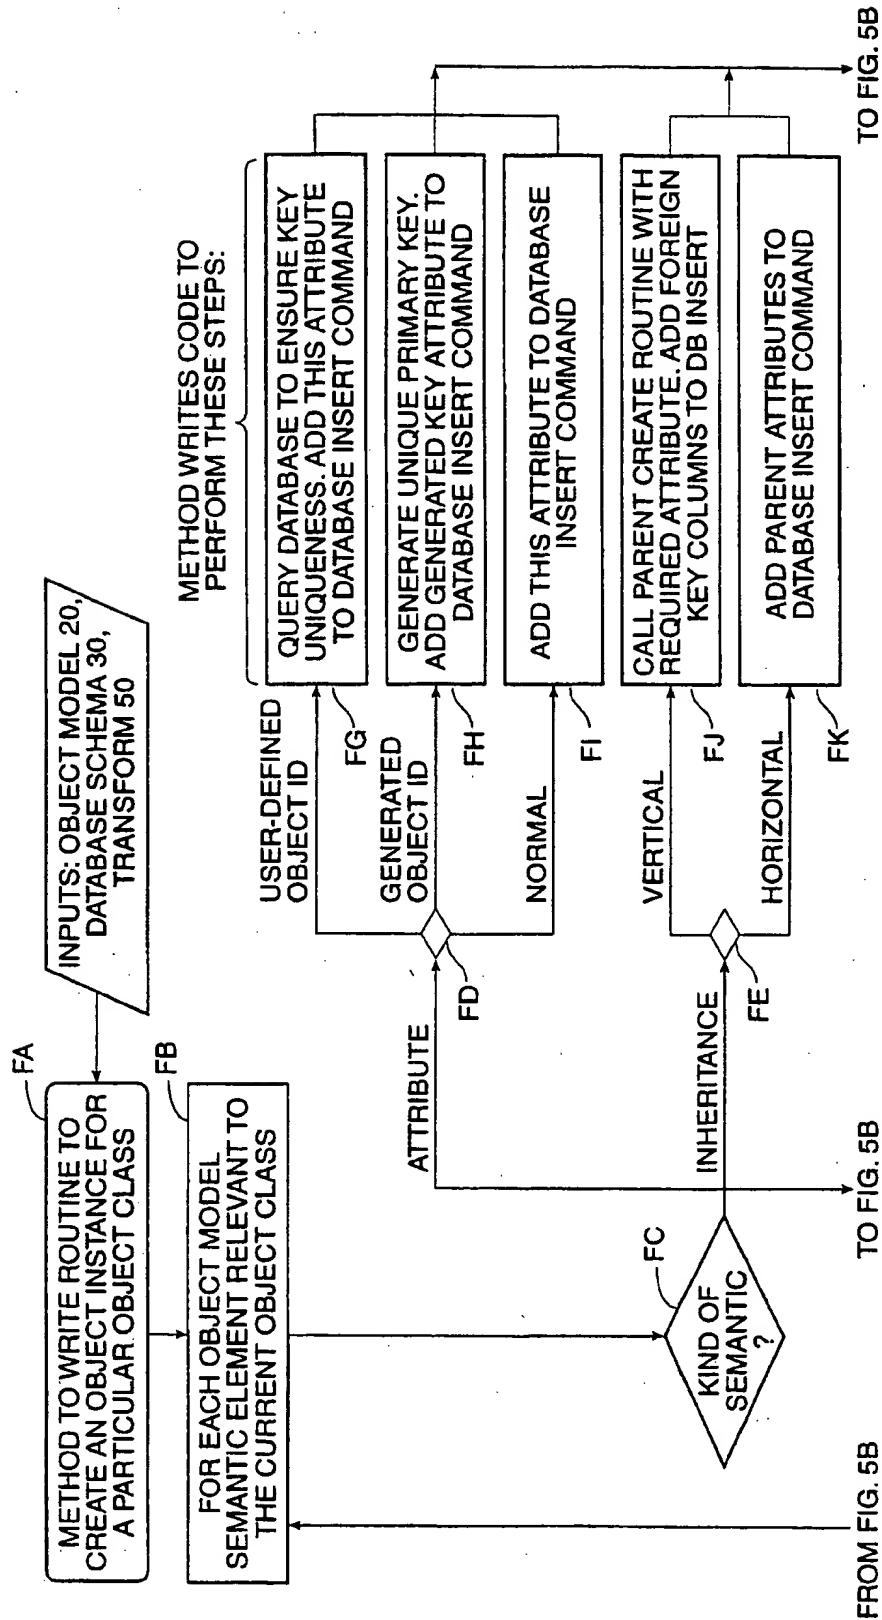 FA
METHOD TO WRITE ROUTINE TO
CREATE AN OBJECT INSTANCE FOR
A PARTICULAR OBJECT CLASS
INPUTS: OBJECT MODEL 20,
DATABASE SCHEMA 30,
TRANSFORM 50
FB
FOR EACH OBJECT MODEL
SEMANTIC ELEMENT RELEVANT TO
THE CURRENT OBJECT CLASS
METHOD WRITES CODE TO
PERFORM THESE STEPS:
USER-DEFINED
OBJECT ID
QUERY DATABASE TO ENSURE KEY
UNIQUENESS. ADD THIS ATTRIBUTE
TO DATABASE INSERT COMMAND
FG
ATTRIBUTE
FD
GENERATED
OBJECT ID
GENERATE UNIQUE PRIMARY KEY.
ADD GENERATED KEY ATTRIBUTE TO
DATABASE INSERT COMMAND
FH
NORMAL
ADD THIS ATTRIBUTE TO DATABASE
INSERT COMMAND
FI
FC
KIND OF
SEMANTIC
?
INHERITANCE
FE
VERTICAL
CALL PARENT CREATE ROUTINE WITH
REQUIRED ATTRIBUTE. ADD FOREIGN
KEY COLUMNS TO DB INSERT
FJ
HORIZONTAL
ADD PARENT ATTRIBUTES TO
DATABASE INSERT COMMAND
FK
FROM FIG. 5B
TO FIG. 5B
TO FIG. 5B